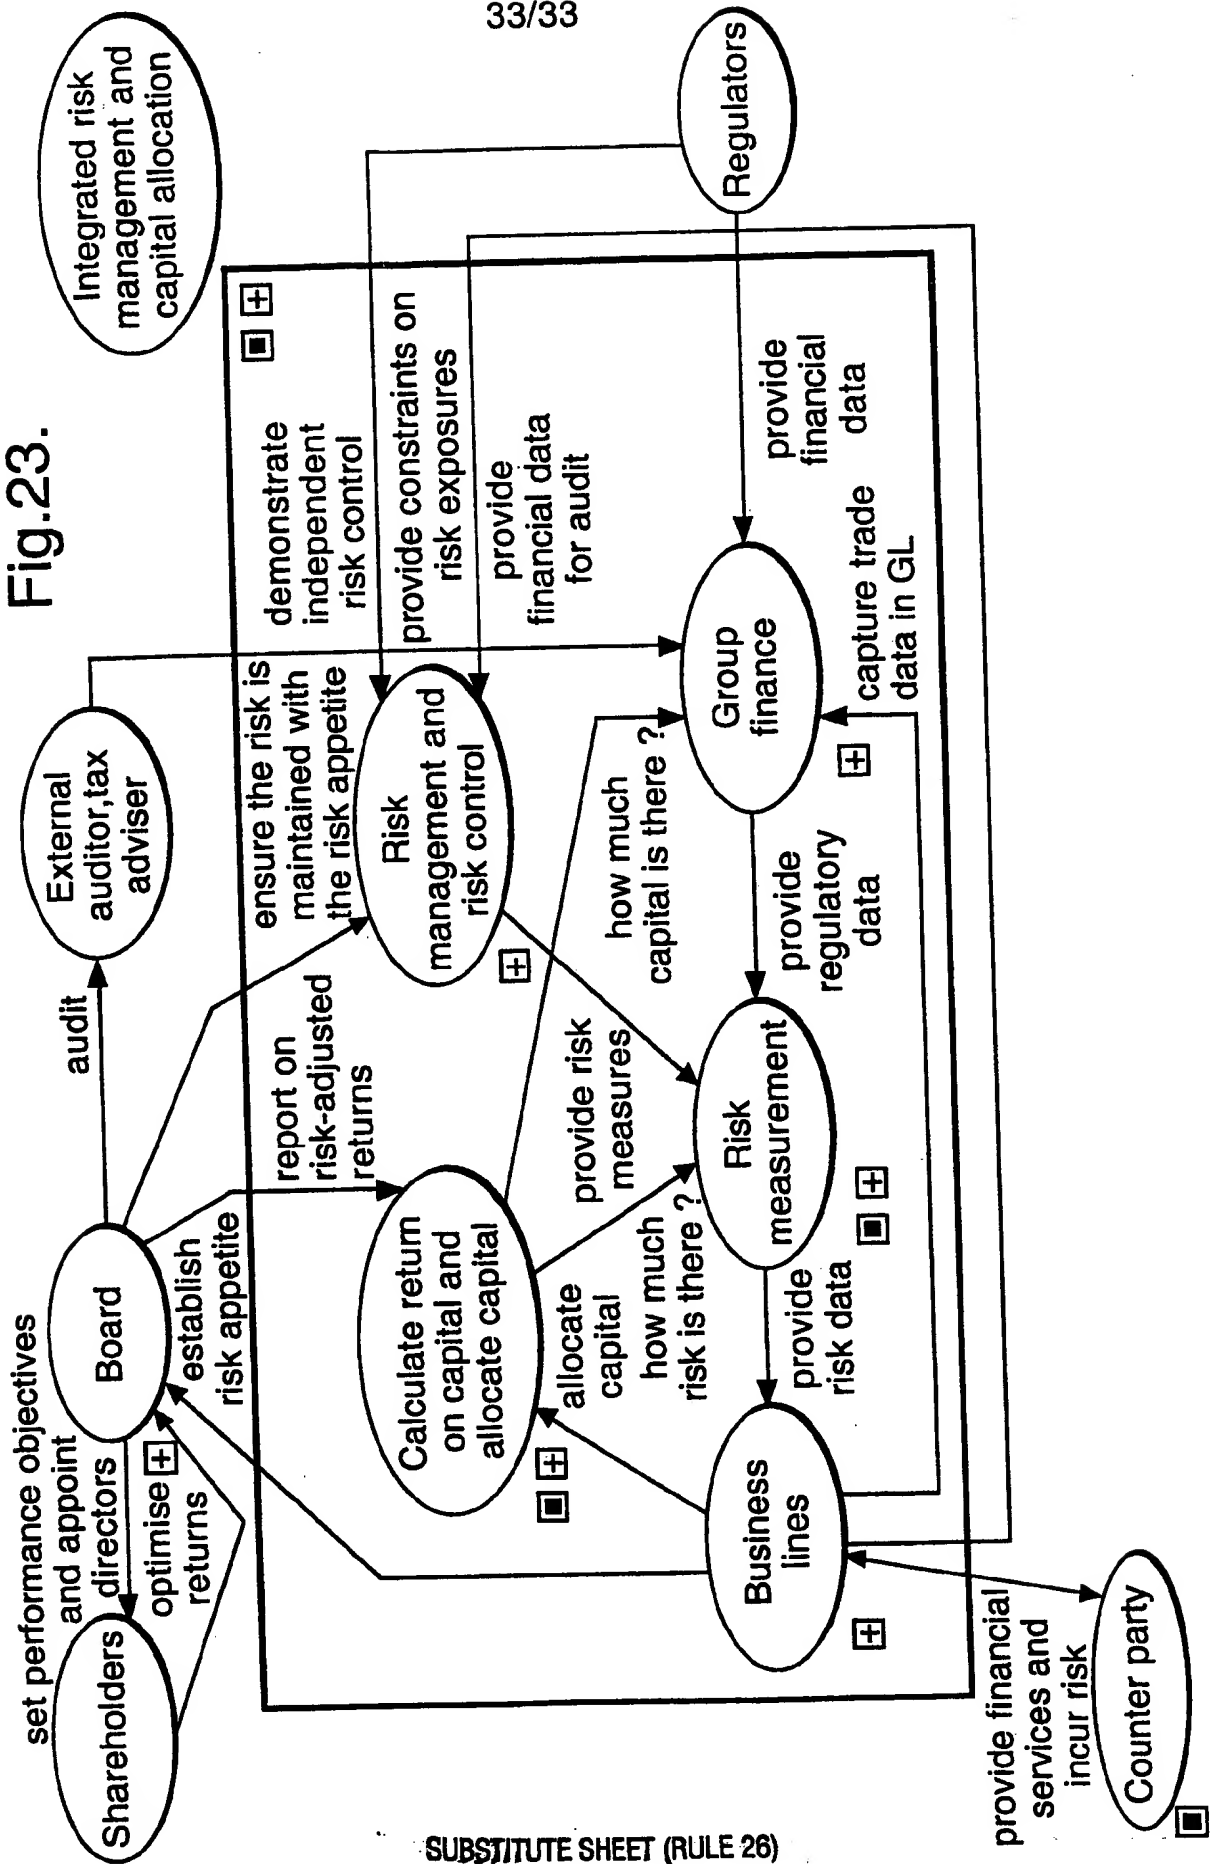 33/33
Fig.23.
Integrated risk
management and
capital allocation
Regulators
External
auditor,tax
adviser
audit
Board
set performance objectives
and appoint
directors
optimise
returns
Shareholders
establish
risk appetite
report on
risk-adjusted
returns
ensure the risk is
maintained with
the risk appetite
demonstrate
independent
risk control
provide constraints on
risk exposures
provide
financial data
for audit
Risk
management and
risk control
Calculate return
on capital and
allocate capital
allocate
capital
how much
risk is there ?
provide risk
measures
how much
capital is there ?
Group
finance
provide
financial
data
capture trade
data in GL
provide
regulatory
data
Risk
measurement
provide
risk data
Business
lines
provide financial
services and
incur risk
Counter party
SUBSTITUTE SHEET (RULE 26)